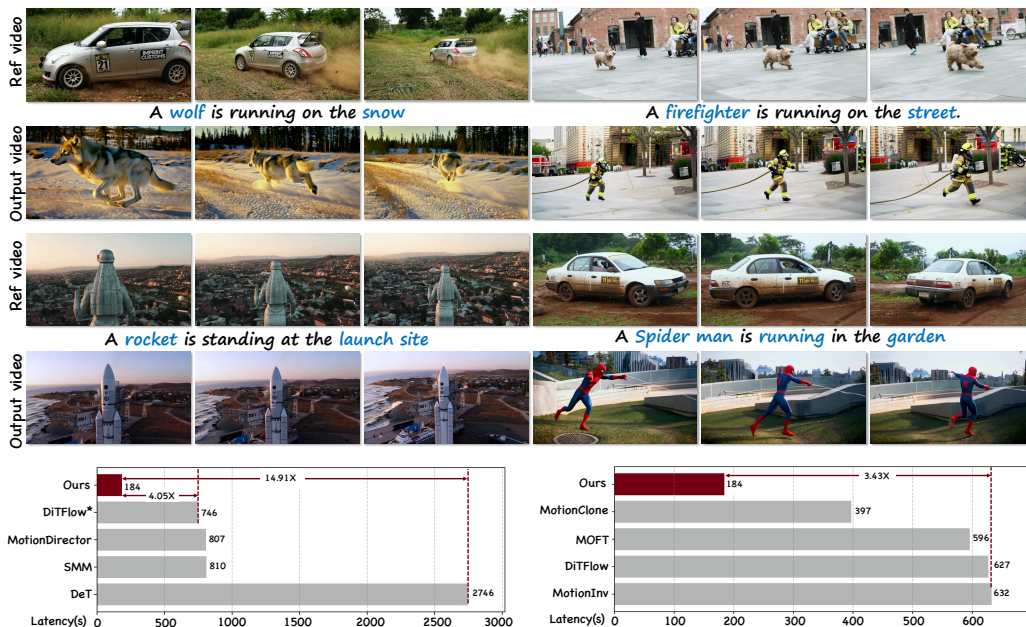 Ref video
IMPRINT
CUSTOMS
21
A wolf is running on the snow
A firefighter is running on the street.
Output video
Ref video
A rocket is standing at the launch site
A Spider man is running in the garden
Output video
Ours
184
14.91X
4.05X
DiTFlow*
746
MotionDirector
807
SMM
810
DeT
2746
Latency(s)
0
500
1000
1500
2000
2500
3000
Ours
184
3.43X
MotionClone
397
MOFT
596
DiTFlow
627
MotionInv
632
Latency(s)
0
100
200
300
400
500
600